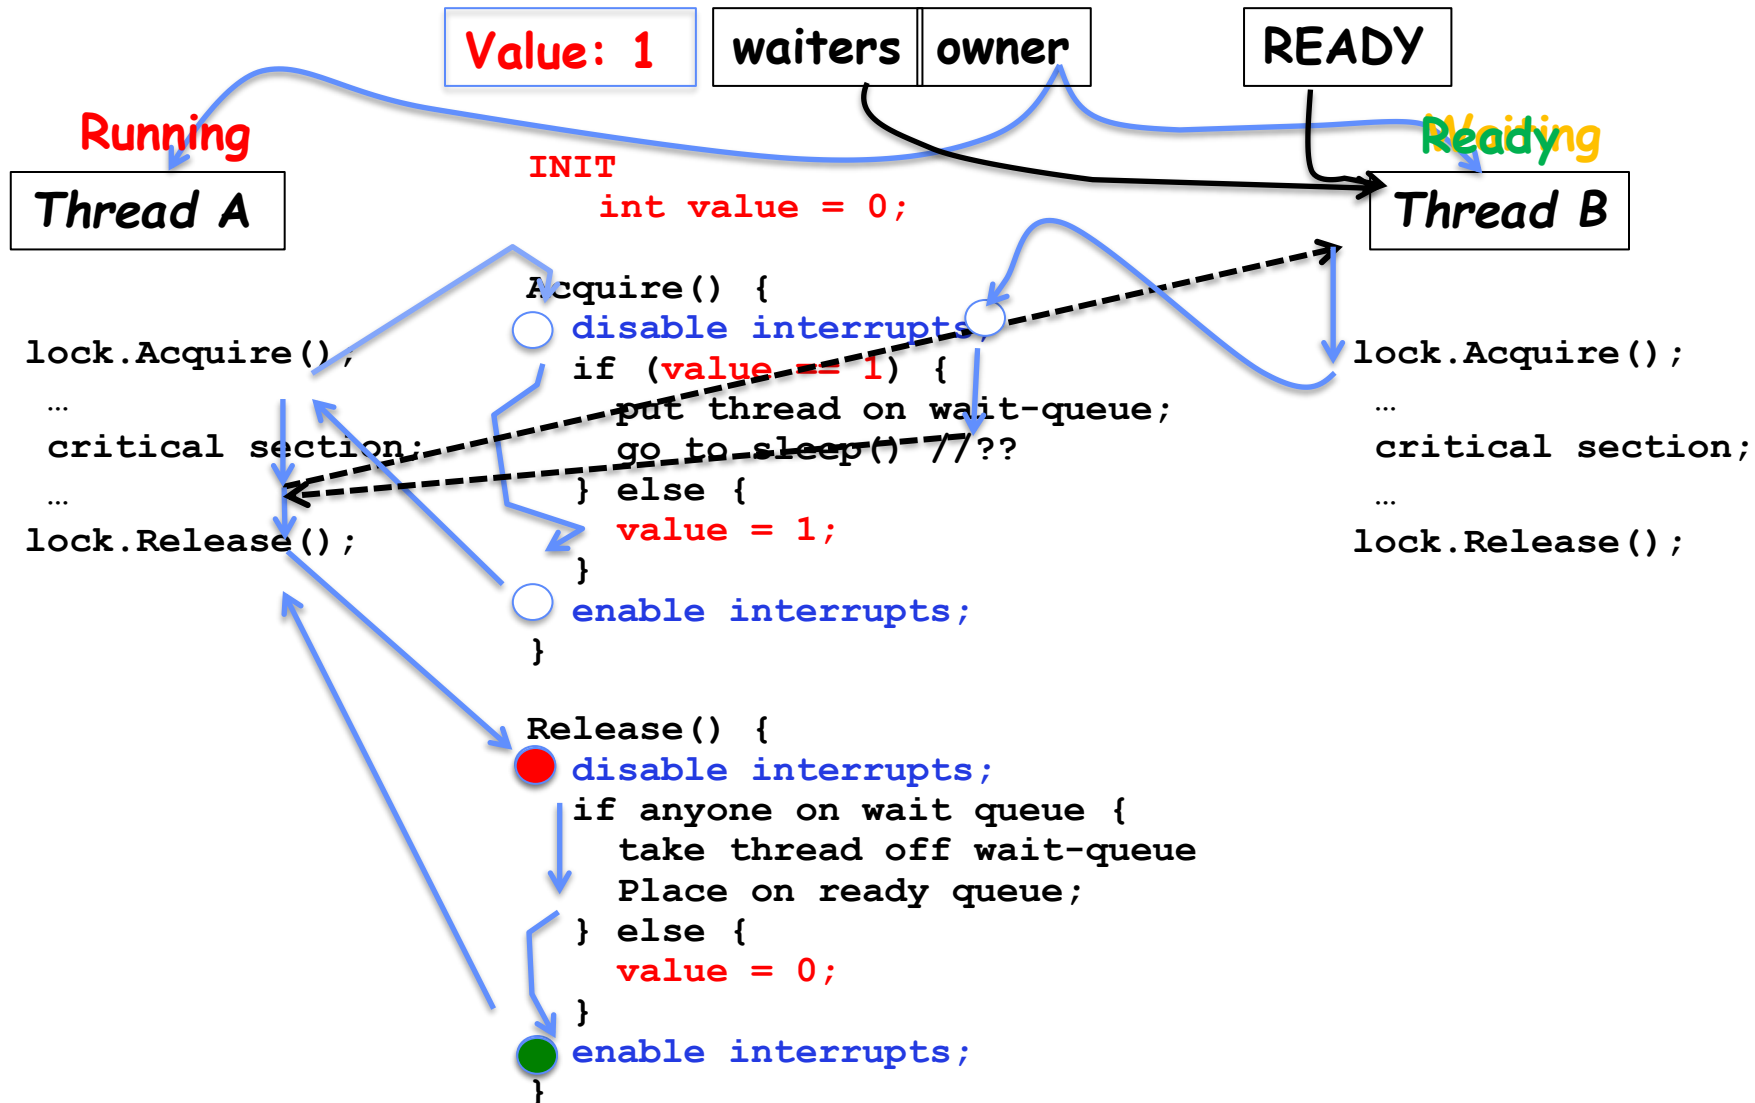 Value: 1
waiters
owner
READY
Running
Waiting
Ready
Thread A
Thread B
INIT
int value = 0;
Acquire() {
disable interrupts;
if (value == 1) {
put thread on wait-queue;
go to sleep() //??
} else {
value = 1;
}
enable interrupts;
}
Release() {
disable interrupts;
if anyone on wait queue {
take thread off wait-queue
Place on ready queue;
} else {
value = 0;
}
enable interrupts;
}
lock.Acquire();
…
critical section;
…
lock.Release();
lock.Acquire();
…
critical section;
…
lock.Release();